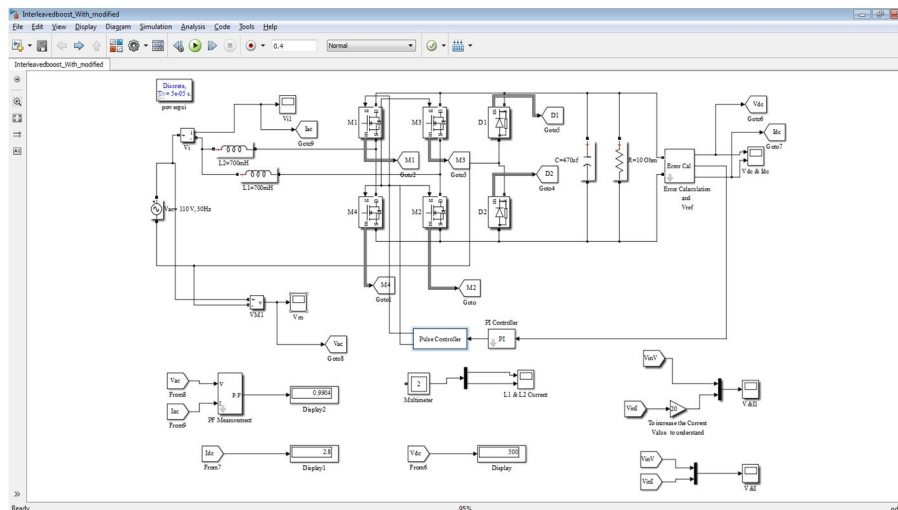 Interleavedboost_With_modified
File Edit View Display Diagram Simulation Analysis Code Tools Help
0.4 Normal
Interleavedboost_With_modified
Discrete,
Ts = 5e-05 s.
powergui
Vi1
Iac
Goto9
Vi
L2=700mH
L1=700mH
Vac= 110 V, 50Hz
M1
M1
Goto2
M3
M3
Goto3
D1
D1
Goto5
M4
M4
Goto1
M2
M2
Goto
D2
D2
Goto4
C=470uf
R=10 Ohm
Error Cal
Error Calaculation
and
Vref
Vdc
Goto6
Idc
Goto7
Vdc & Idc
VM1
Vac
Goto8
Pulse Controller
PI Controller
PI
Vac
From8
Iac
From9
P.F
PF Measurement
0.9904
Display2
2
Multimeter
L1 & L2 Current
VinV
VinI
20
To increase the Current
Value to understand
V &I1
Idc
From7
2.8
Display1
Vdc
From6
500
Display
VinV
VinI
V &I
Ready
95%